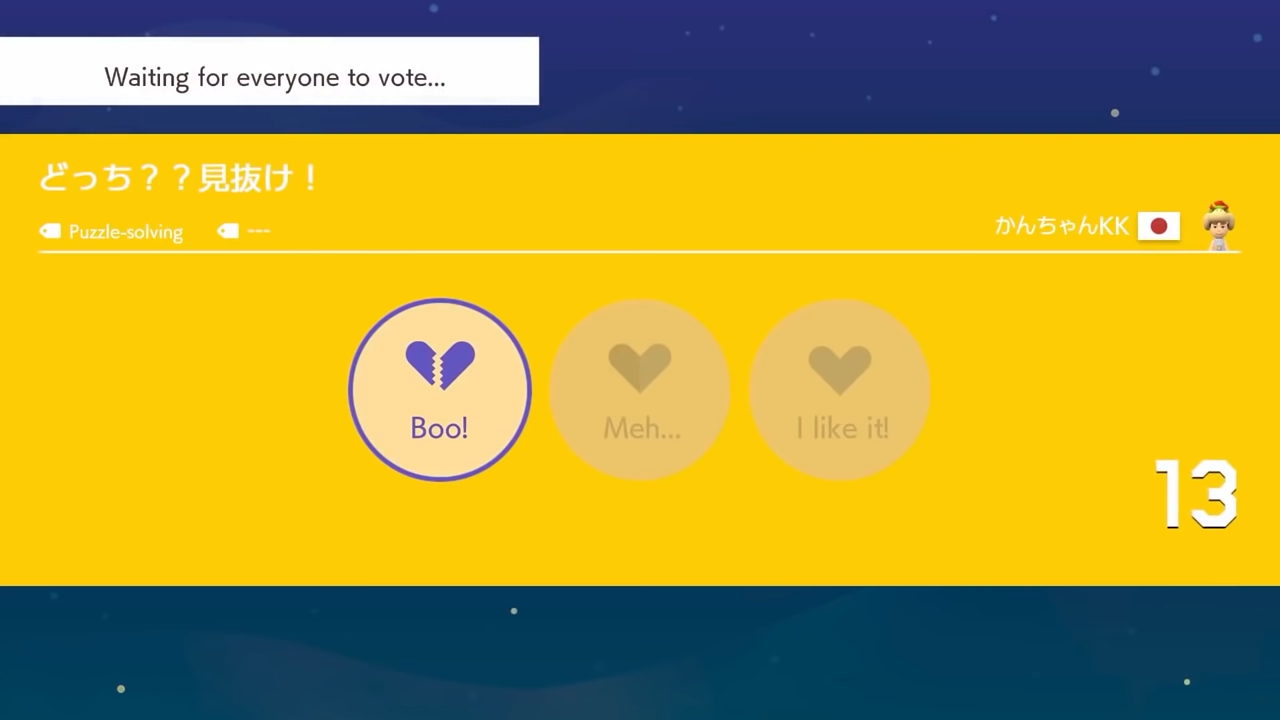 Waiting for everyone to vote...
どっち？？見抜け！
Puzzle-solving ---
かんちゃんKK
Boo! Meh... I like it!
13